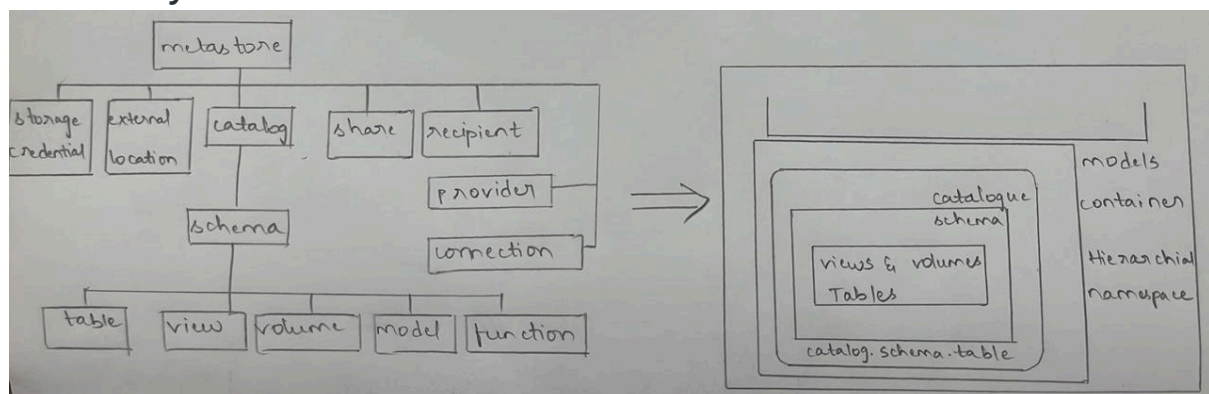 metastore
storage
credential
external
location
catalog
share
recipient
provider
connection
schema
table
view
volume
model
function
models
container
Hierarchial
namespace
catalogue
schema
views & volumes
Tables
catalog.schema.table